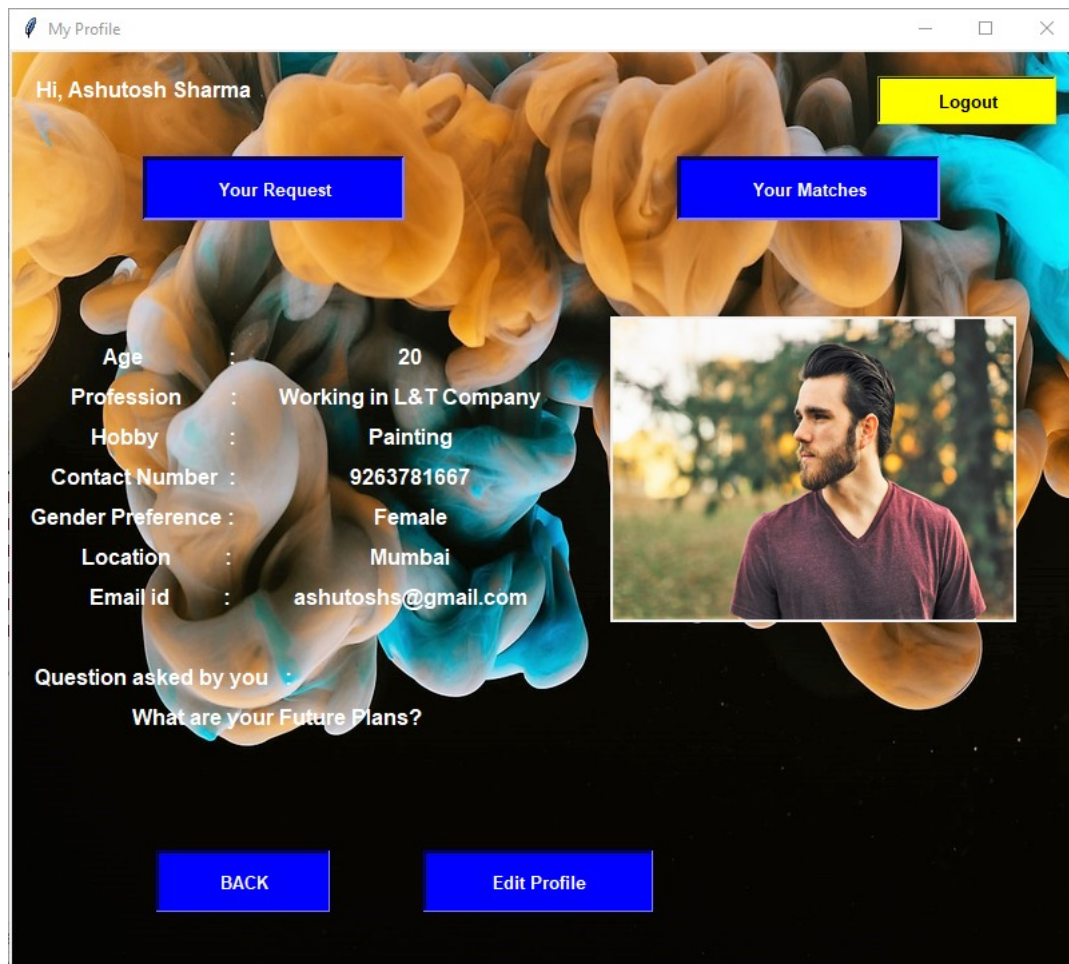 My Profile
Hi, Ashutosh Sharma
Logout
Your Request
Your Matches
Age : 20
Profession : Working in L&T Company
Hobby : Painting
Contact Number : 9263781667
Gender Preference : Female
Location : Mumbai
Email id : ashutoshs@gmail.com
Question asked by you :
What are your Future Plans?
BACK
Edit Profile